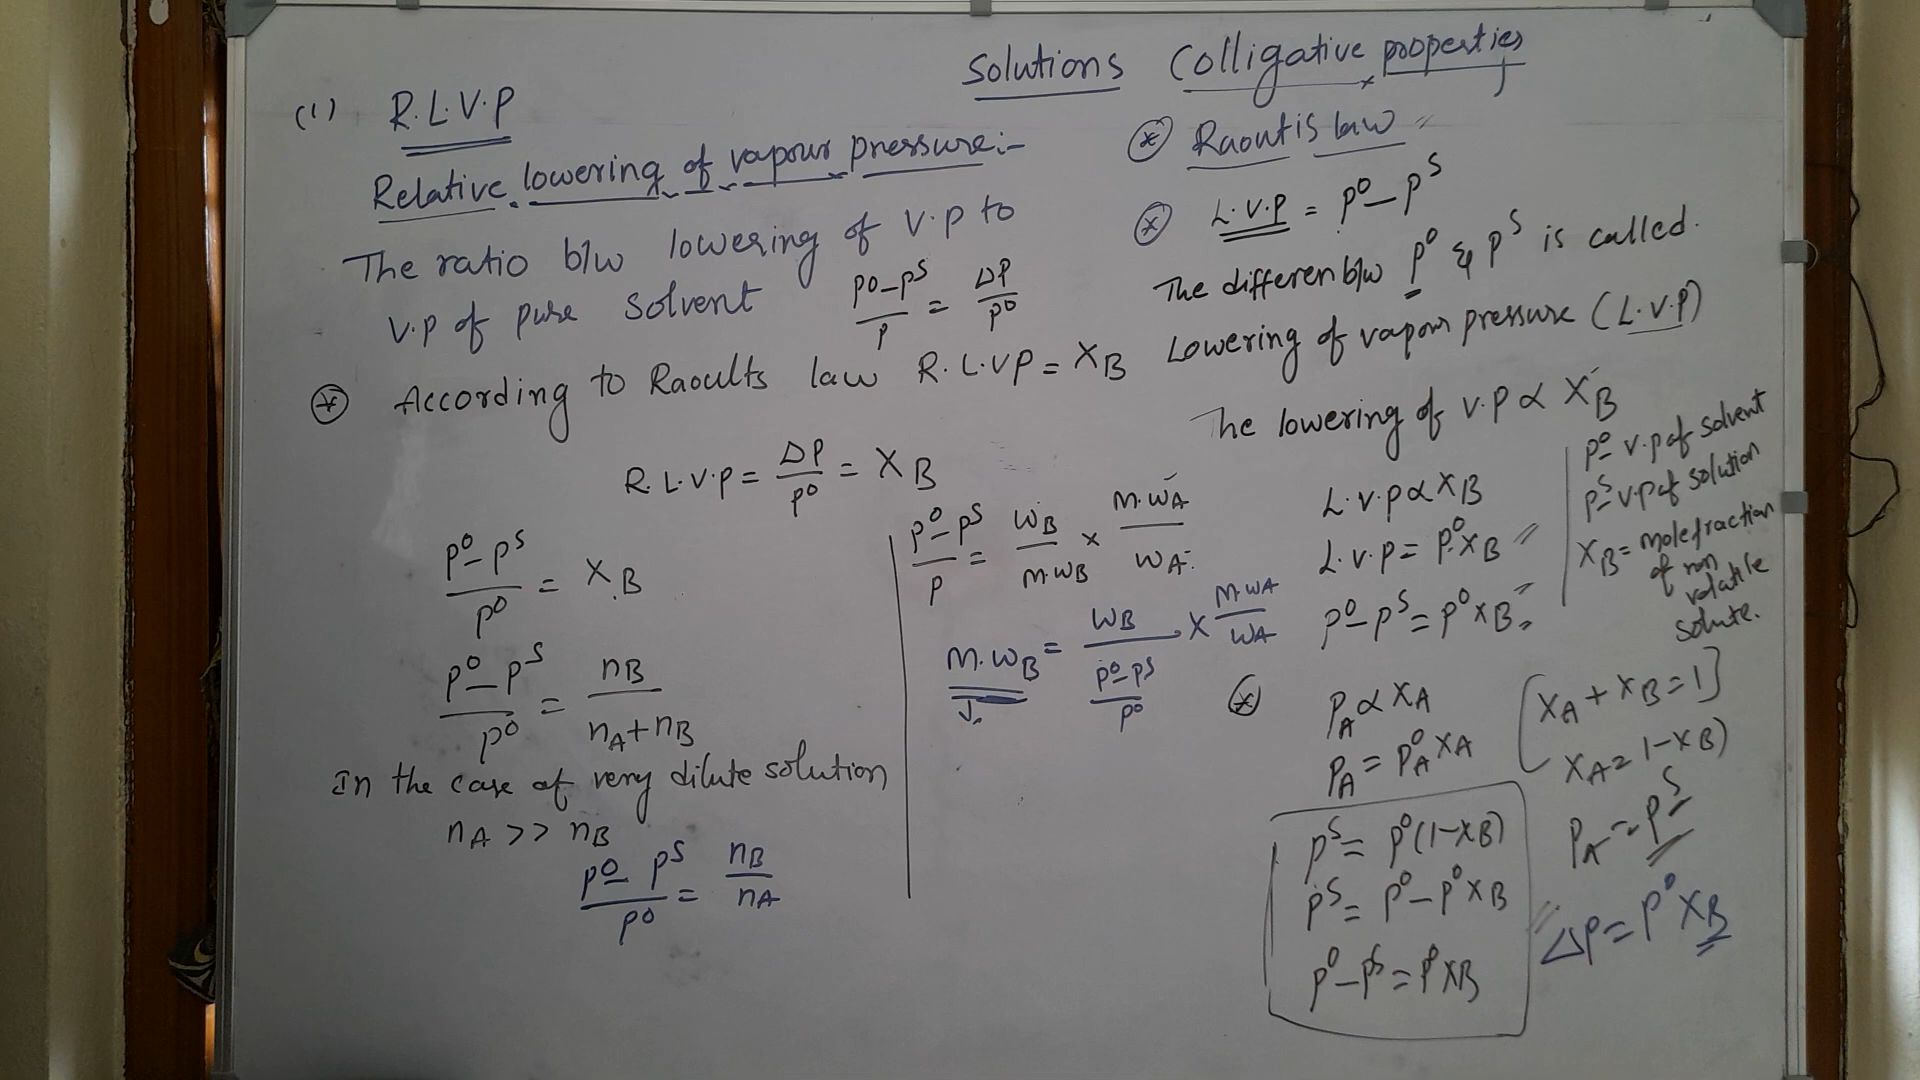 Solutions Colligative properties
(1) R.L.V.P
Relative lowering of vapour pressure:-
The ratio b/w lowering of V.P to
V.P of pure solvent P⁰-Pˢ/P = ΔP/P⁰
* According to Raoults law R.L.VP = XB
R.L.V.P = ΔP/P⁰ = XB
P⁰-Pˢ/P⁰ = XB
P⁰-Pˢ/P⁰ = nB/nA+nB
In the case of very dilute solution
nA >> nB
P⁰-Pˢ/P⁰ = nB/nA
P⁰-Pˢ/P = WB/M.WB × M.WA/WA
M.WB = WB/P⁰-Pˢ/P⁰ × M.WA/WA
* Raoutis law
* L.V.P = P⁰-Pˢ
The differen b/w P⁰ & Pˢ is called.
Lowering of vapour pressure (L.V.P)
The lowering of V.P ∝ XB
L.V.P ∝ XB
L.V.P = P⁰XB
P⁰-Pˢ = P⁰XB
P⁰- V.P of solvent
Pˢ- V.P of solution
XB = mole fraction
of non
volatile
solute.
* PA ∝ XA
PA = P⁰A XA
[XA + XB = 1]
XA = 1-XB)
PA = Pˢ
Pˢ = P⁰(1-XB)
Pˢ = P⁰-P⁰XB
P⁰-Pˢ = P⁰XB
ΔP = P⁰XB